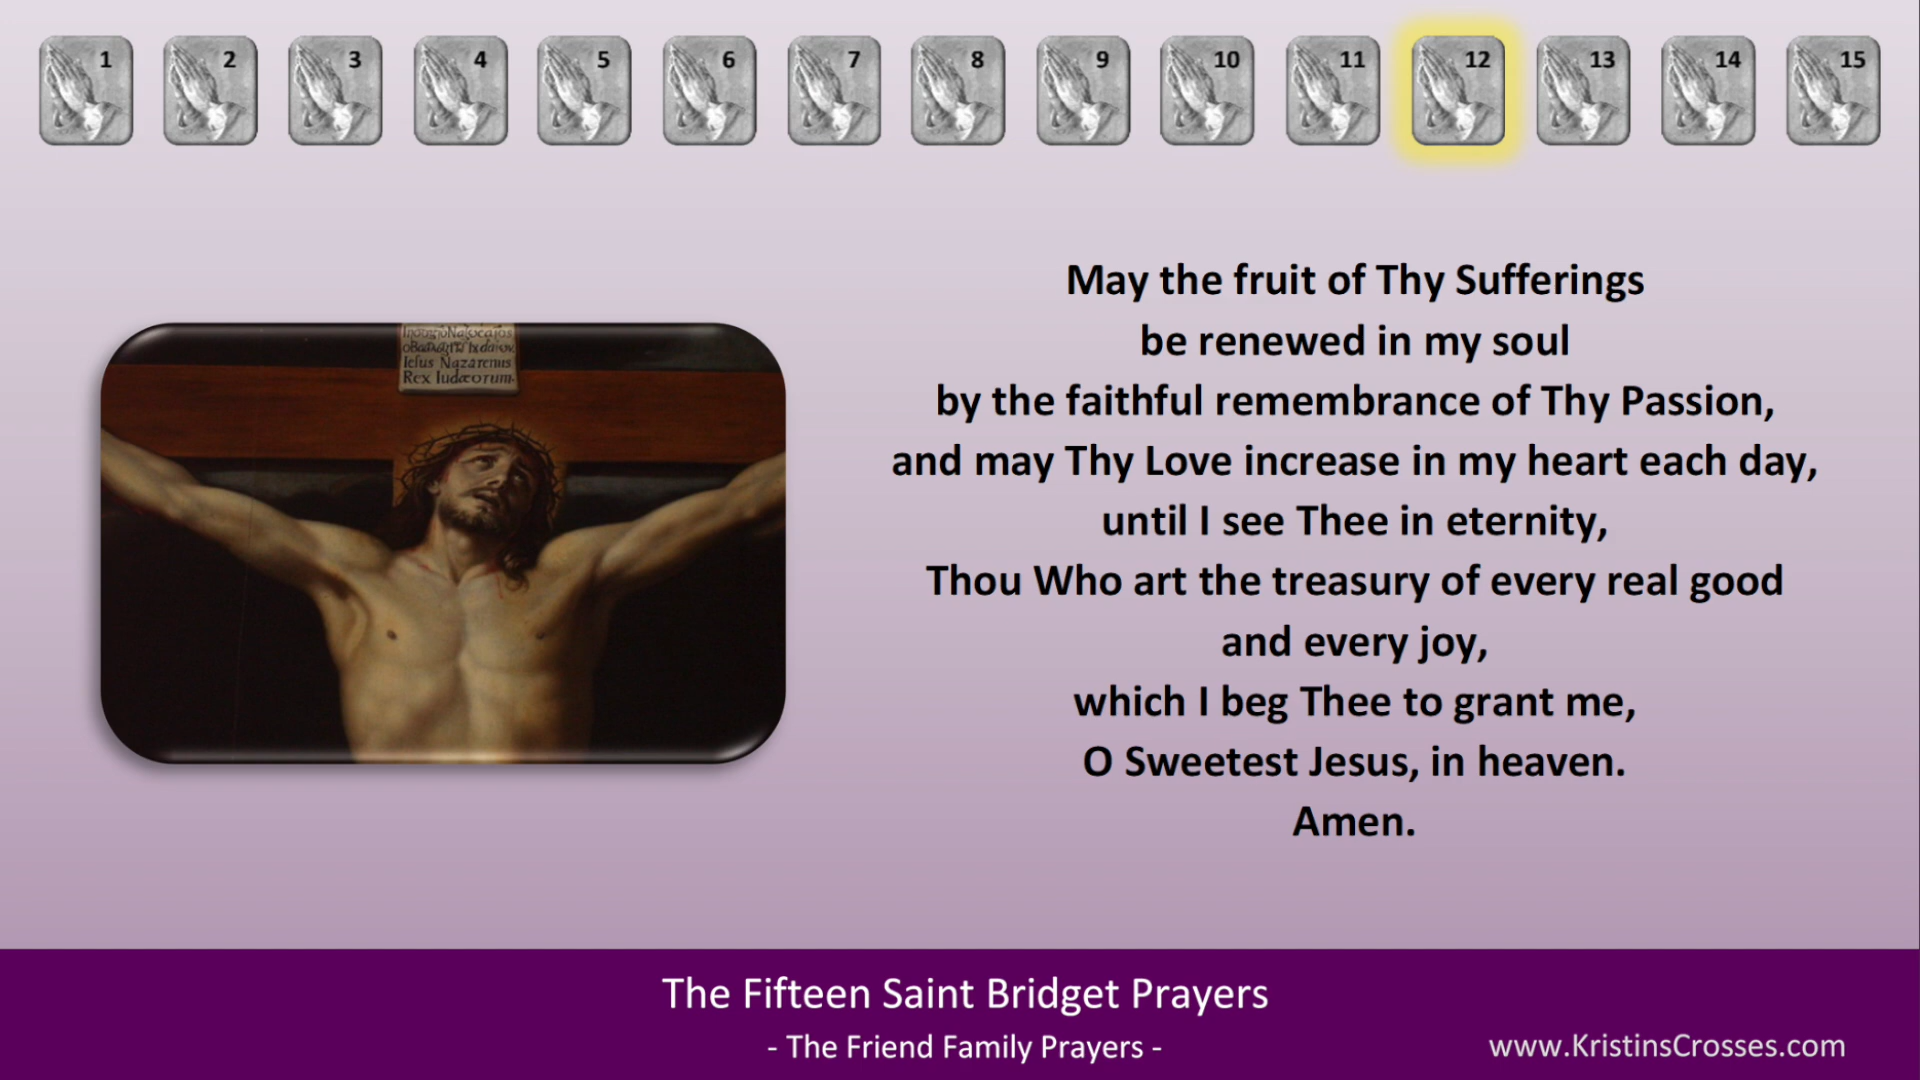 1 2 3 4 5 6 7 8 9 10 11 12 13 14 15
Iesus Nazarenus
Rex Iudæorum.
May the fruit of Thy Sufferings
be renewed in my soul
by the faithful remembrance of Thy Passion,
and may Thy Love increase in my heart each day,
until I see Thee in eternity,
Thou Who art the treasury of every real good
and every joy,
which I beg Thee to grant me,
O Sweetest Jesus, in heaven.
Amen.
The Fifteen Saint Bridget Prayers
- The Friend Family Prayers -
www.KristinsCrosses.com